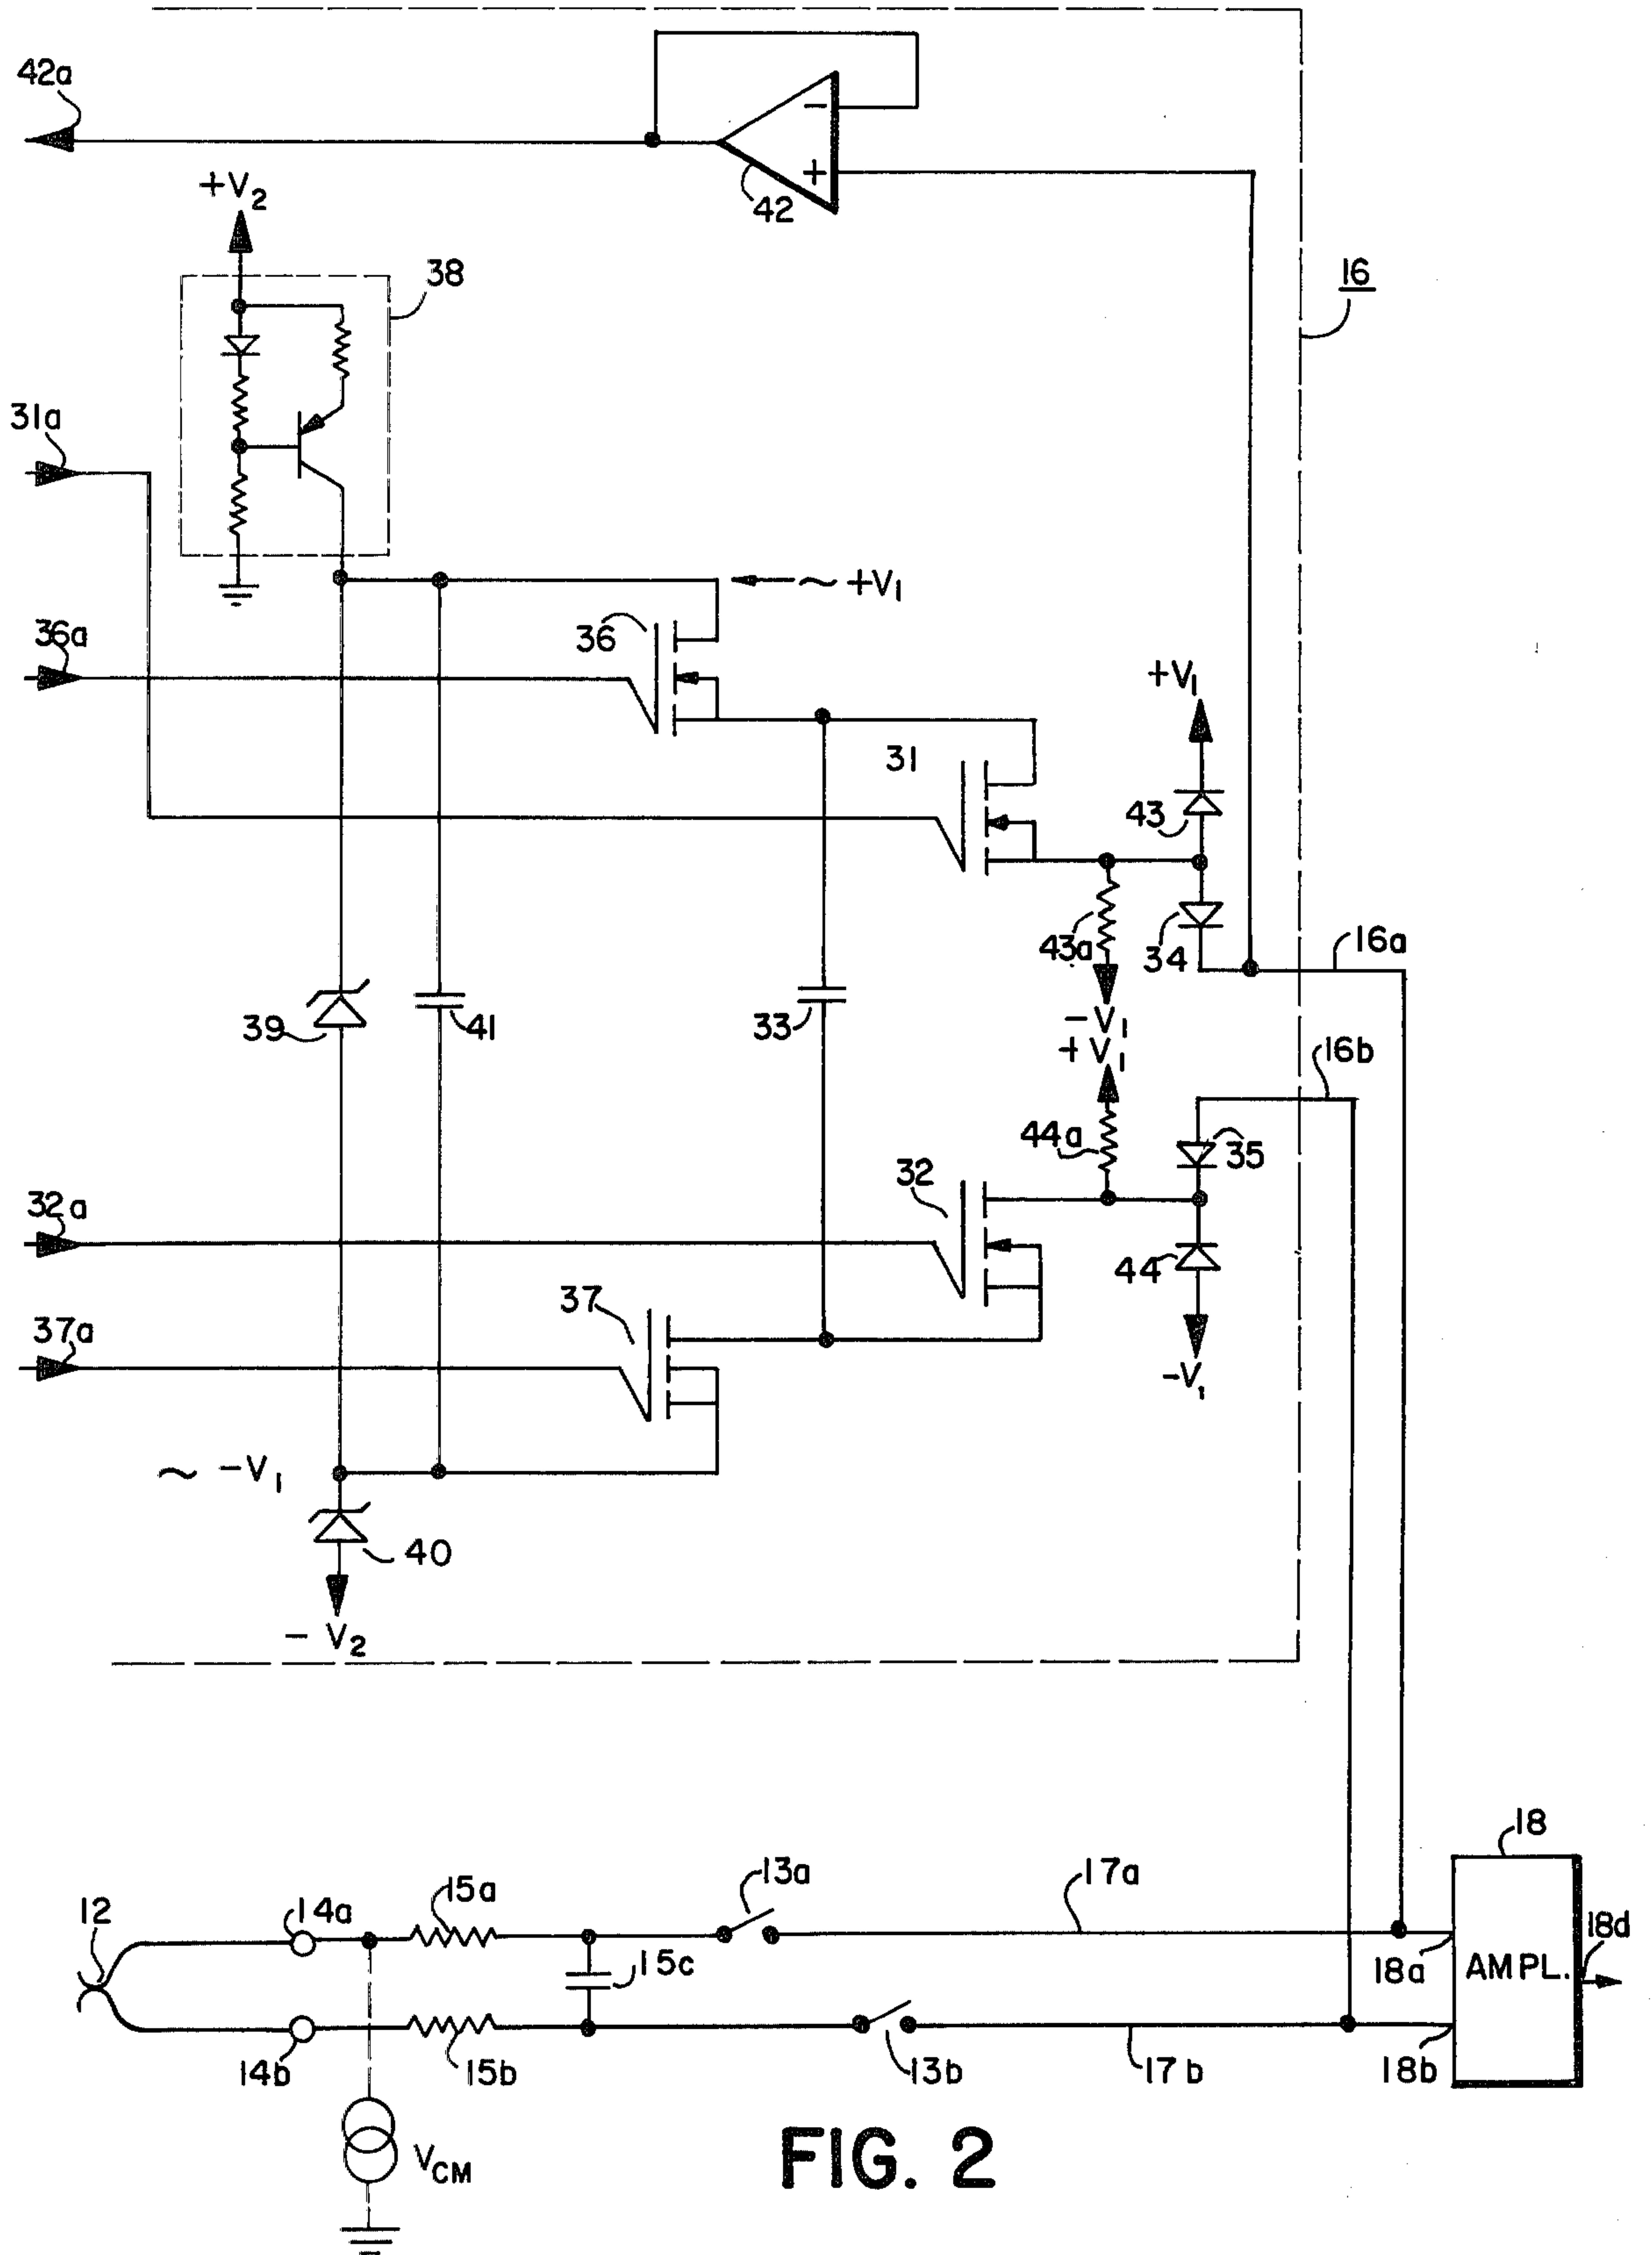 42a
42
−
+
+V2
38
16
31a
36a
36
~ +V1
31
+V1
43
43a
34
16a
39
41
33
−V1
+V1
16b
44a
35
32
32a
44
37
37a
−V1
~ −V1
40
− V2
18
13a
17a
15a
12
14a
18d
15c
18a
AMPL.
14b
15b
13b
17b
18b
VCM
FIG. 2